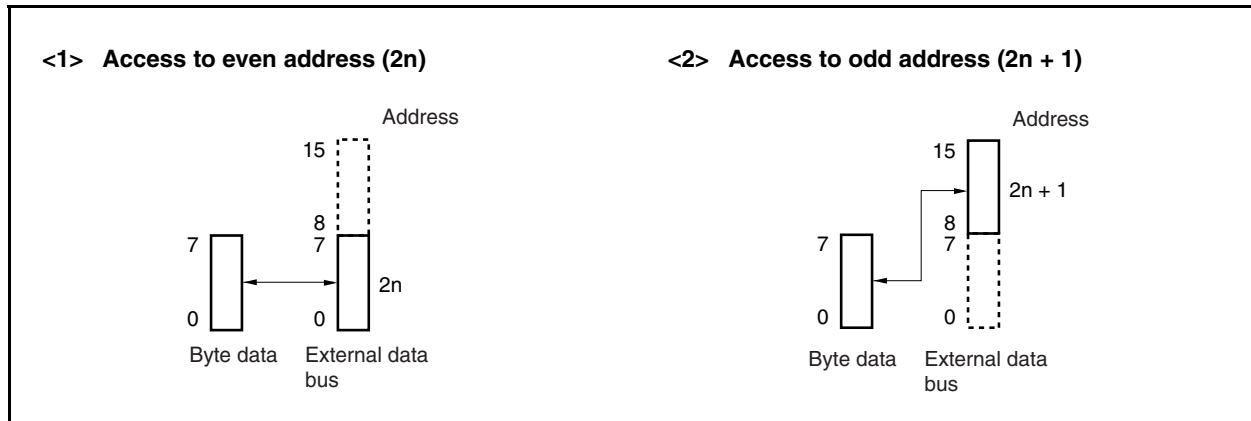 <1> Access to even address (2n)
Address
15
8
7
7
2n
0
0
Byte data
External data
bus
<2> Access to odd address (2n + 1)
Address
15
2n + 1
8
7
7
0
0
Byte data
External data
bus